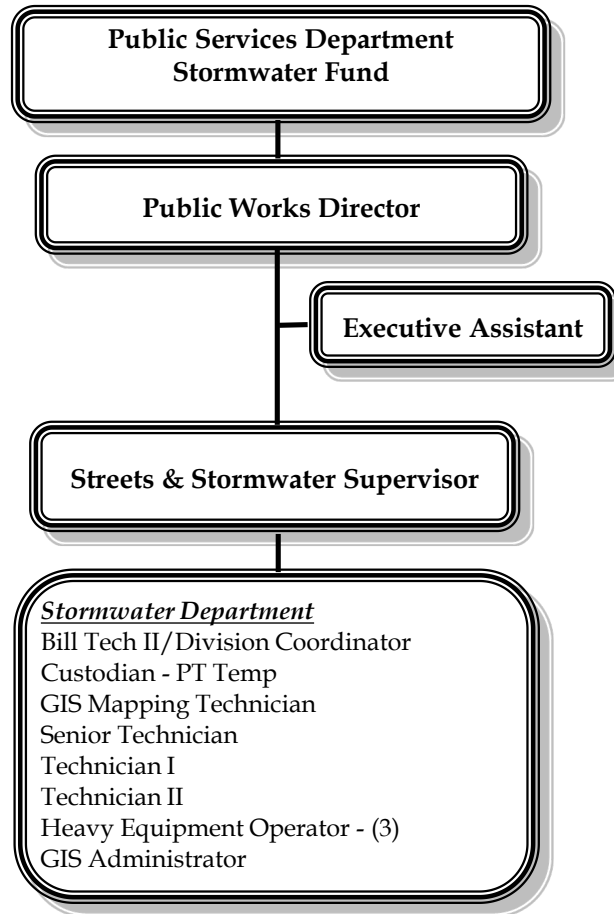 Public Services Department
Stormwater Fund
Public Works Director
Executive Assistant
Streets & Stormwater Supervisor
Stormwater Department
Bill Tech II/Division Coordinator
Custodian - PT Temp
GIS Mapping Technician
Senior Technician
Technician I
Technician II
Heavy Equipment Operator - (3)
GIS Administrator